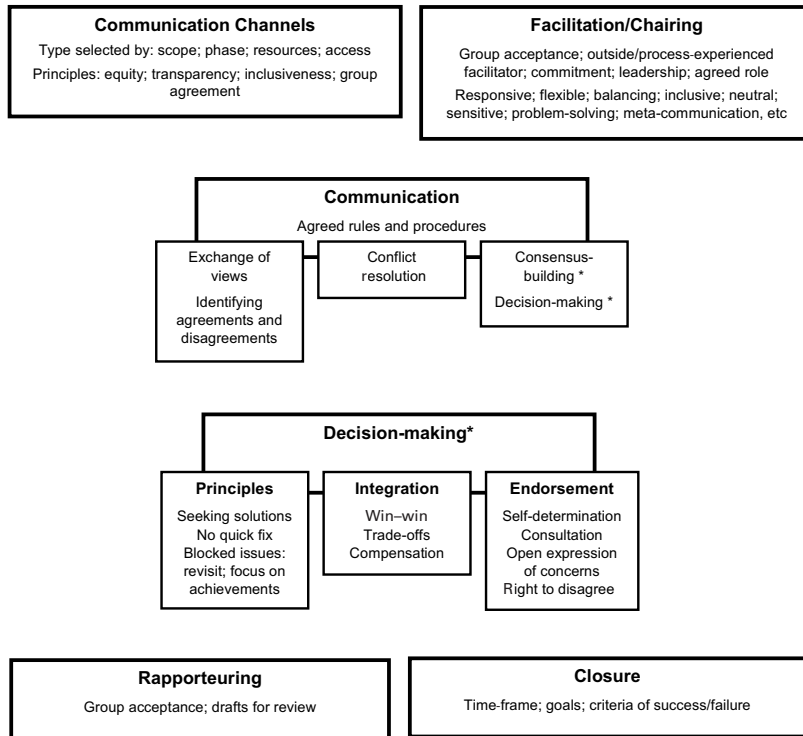 Communication Channels
Type selected by: scope; phase; resources; access
Principles: equity; transparency; inclusiveness; group
agreement
Facilitation/Chairing
Group acceptance; outside/process-experienced
facilitator; commitment; leadership; agreed role
Responsive; flexible; balancing; inclusive; neutral;
sensitive; problem-solving; meta-communication, etc
Communication
Agreed rules and procedures
Exchange of
views
Identifying
agreements and
disagreements
Conflict
resolution
Consensus-
building *
Decision-making *
Decision-making*
Principles
Seeking solutions
No quick fix
Blocked issues:
revisit; focus on
achievements
Integration
Win–win
Trade-offs
Compensation
Endorsement
Self-determination
Consultation
Open expression
of concerns
Right to disagree
Rapporteuring
Group acceptance; drafts for review
Closure
Time-frame; goals; criteria of success/failure